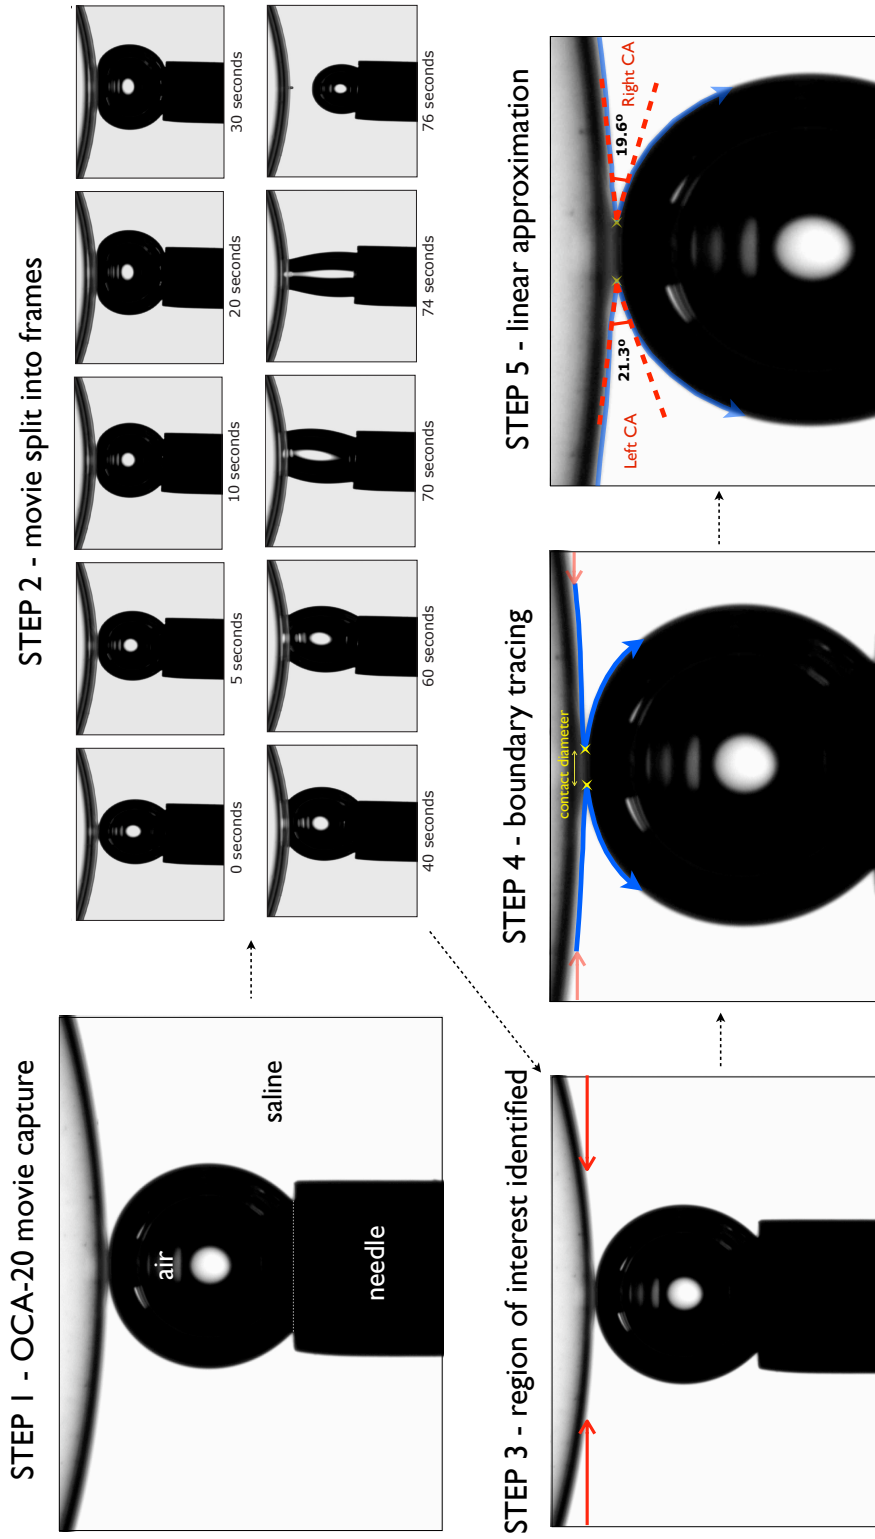 STEP 1 - OCA-20 movie capture
air
saline
needle
STEP 2 - movie split into frames
0 seconds
5 seconds
10 seconds
20 seconds
30 seconds
40 seconds
60 seconds
70 seconds
74 seconds
76 seconds
STEP 3 - region of interest identified
STEP 4 - boundary tracing
contact diameter
STEP 5 - linear approximation
Left CA
21.3º
19.6º
Right CA